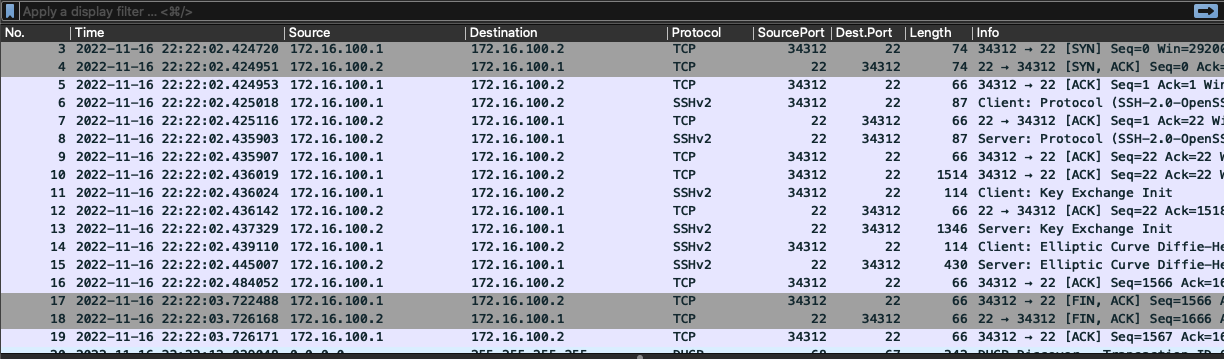 Apply a display filter ... <⌘/>
No. Time Source Destination Protocol SourcePort Dest.Port Length Info
3 2022-11-16 22:22:02.424720 172.16.100.1 172.16.100.2 TCP 34312 22 74 34312 → 22 [SYN] Seq=0 Win=29200
4 2022-11-16 22:22:02.424951 172.16.100.2 172.16.100.1 TCP 22 34312 74 22 → 34312 [SYN, ACK] Seq=0 Ack=
5 2022-11-16 22:22:02.424953 172.16.100.1 172.16.100.2 TCP 34312 22 66 34312 → 22 [ACK] Seq=1 Ack=1 Win
6 2022-11-16 22:22:02.425018 172.16.100.1 172.16.100.2 SSHv2 34312 22 87 Client: Protocol (SSH-2.0-OpenSS
7 2022-11-16 22:22:02.425116 172.16.100.2 172.16.100.1 TCP 22 34312 66 22 → 34312 [ACK] Seq=1 Ack=22 Wi
8 2022-11-16 22:22:02.435903 172.16.100.2 172.16.100.1 SSHv2 22 34312 87 Server: Protocol (SSH-2.0-OpenSS
9 2022-11-16 22:22:02.435907 172.16.100.1 172.16.100.2 TCP 34312 22 66 34312 → 22 [ACK] Seq=22 Ack=22 W
10 2022-11-16 22:22:02.436019 172.16.100.1 172.16.100.2 TCP 34312 22 1514 34312 → 22 [ACK] Seq=22 Ack=22 W
11 2022-11-16 22:22:02.436024 172.16.100.1 172.16.100.2 SSHv2 34312 22 114 Client: Key Exchange Init
12 2022-11-16 22:22:02.436142 172.16.100.2 172.16.100.1 TCP 22 34312 66 22 → 34312 [ACK] Seq=22 Ack=1518
13 2022-11-16 22:22:02.437329 172.16.100.2 172.16.100.1 SSHv2 22 34312 1346 Server: Key Exchange Init
14 2022-11-16 22:22:02.439110 172.16.100.1 172.16.100.2 SSHv2 34312 22 114 Client: Elliptic Curve Diffie-He
15 2022-11-16 22:22:02.445007 172.16.100.2 172.16.100.1 SSHv2 22 34312 430 Server: Elliptic Curve Diffie-He
16 2022-11-16 22:22:02.484052 172.16.100.1 172.16.100.2 TCP 34312 22 66 34312 → 22 [ACK] Seq=1566 Ack=16
17 2022-11-16 22:22:03.722488 172.16.100.1 172.16.100.2 TCP 34312 22 66 34312 → 22 [FIN, ACK] Seq=1566
18 2022-11-16 22:22:03.726168 172.16.100.2 172.16.100.1 TCP 22 34312 66 22 → 34312 [FIN, ACK] Seq=1666
19 2022-11-16 22:22:03.726171 172.16.100.1 172.16.100.2 TCP 34312 22 66 34312 → 22 [ACK] Seq=1567 Ack=16